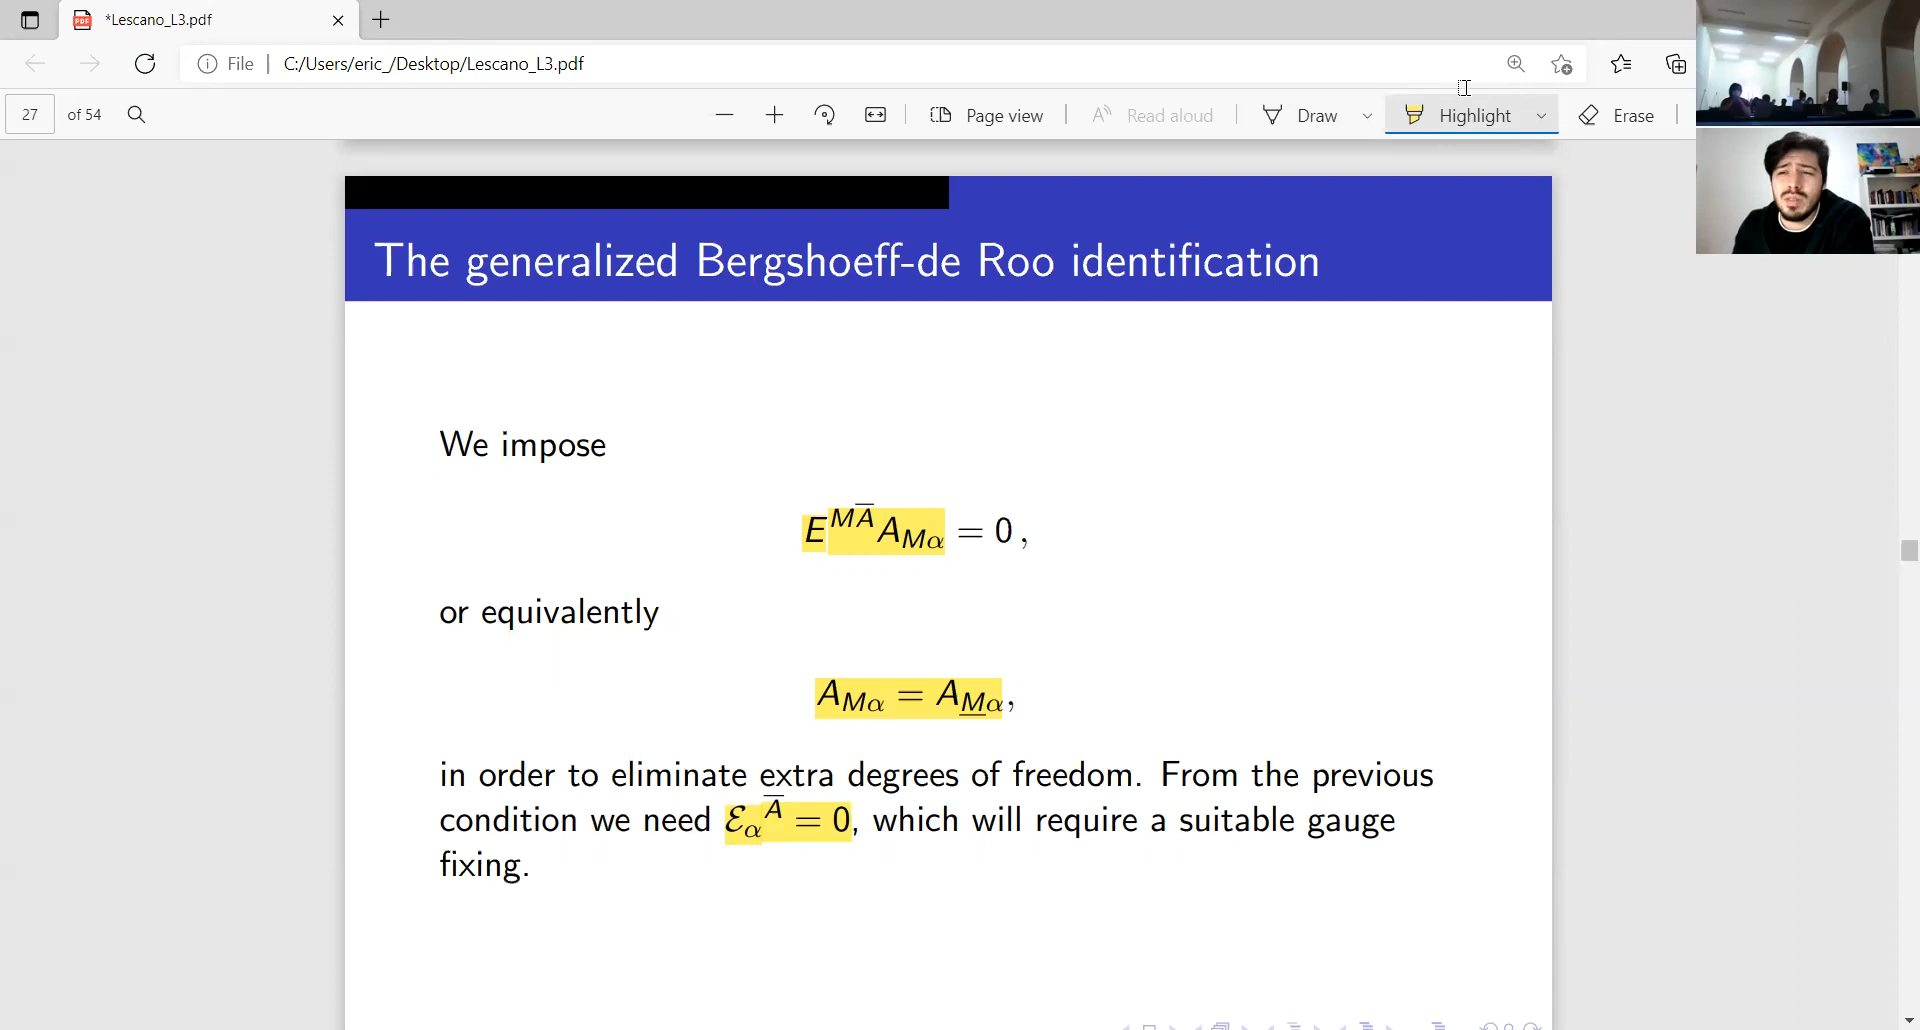 *Lescano_L3.pdf
File | C:/Users/eric_/Desktop/Lescano_L3.pdf
27 of 54 Page view Read aloud Draw Highlight Erase
The generalized Bergshoeff-de Roo identification
We impose
$E^{M\overline{A}} A_{M\alpha} = 0\,,$
or equivalently
$A_{M\alpha} = A_{\underline{M}\alpha},$
in order to eliminate extra degrees of freedom. From the previous
condition we need $\mathcal{E}_{\alpha}{}^{\overline{A}} = 0$, which will require a suitable gauge
fixing.